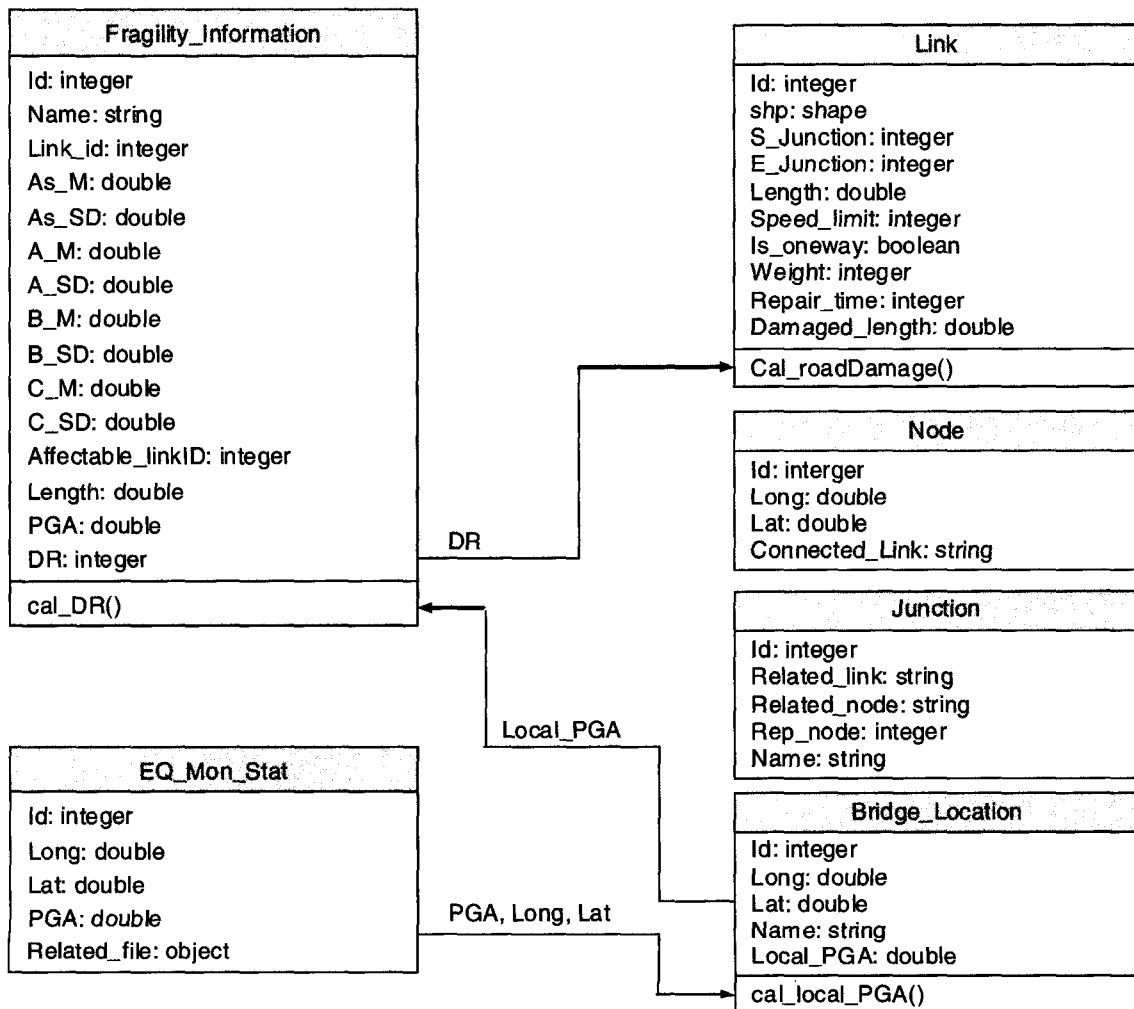 Fragility_Information
Id: integer
Name: string
Link_id: integer
As_M: double
As_SD: double
A_M: double
A_SD: double
B_M: double
B_SD: double
C_M: double
C_SD: double
Affectable_linkID: integer
Length: double
PGA: double
DR: integer
cal_DR()
DR
Link
Id: integer
shp: shape
S_Junction: integer
E_Junction: integer
Length: double
Speed_limit: integer
Is_oneway: boolean
Weight: integer
Repair_time: integer
Damaged_length: double
Cal_roadDamage()
Node
Id: interger
Long: double
Lat: double
Connected_Link: string
Junction
Id: integer
Related_link: string
Related_node: string
Rep_node: integer
Name: string
Local_PGA
EQ_Mon_Stat
Id: integer
Long: double
Lat: double
PGA: double
Related_file: object
PGA, Long, Lat
Bridge_Location
Id: integer
Long: double
Lat: double
Name: string
Local_PGA: double
cal_local_PGA()